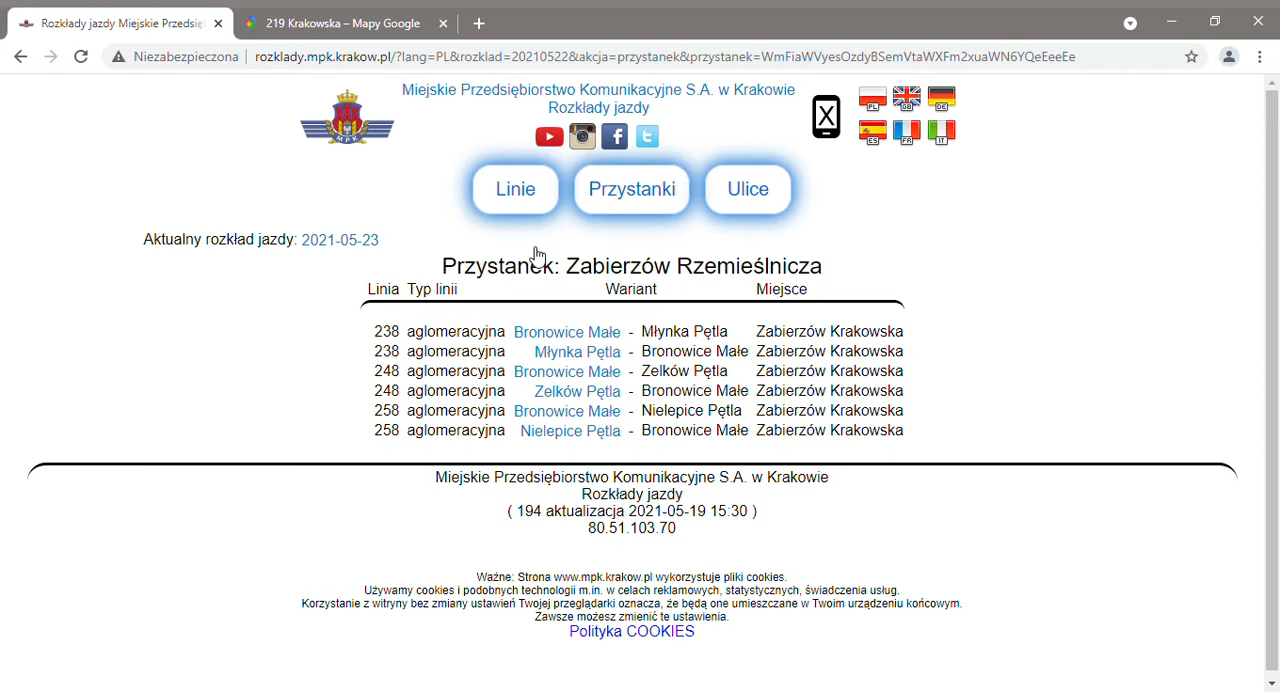 Rozkłady jazdy Miejskie Przedsię
219 Krakowska – Mapy Google
Niezabezpieczona
rozklady.mpk.krakow.pl/?lang=PL&rozklad=20210522&akcja=przystanek&przystanek=WmFiaWVyesOzdyBSemVtaWXFm2xuaWN6YQeEeeEe
Miejskie Przedsiębiorstwo Komunikacyjne S.A. w Krakowie
Rozkłady jazdy
MPK
X
PL GB DE
ES FR IT
Linie Przystanki Ulice
Aktualny rozkład jazdy: 2021-05-23
Przystanek: Zabierzów Rzemieślnicza
Linia Typ linii Wariant Miejsce
238 aglomeracyjna Bronowice Małe - Młynka Pętla Zabierzów Krakowska
238 aglomeracyjna Młynka Pętla - Bronowice Małe Zabierzów Krakowska
248 aglomeracyjna Bronowice Małe - Zelków Pętla Zabierzów Krakowska
248 aglomeracyjna Zelków Pętla - Bronowice Małe Zabierzów Krakowska
258 aglomeracyjna Bronowice Małe - Nielepice Pętla Zabierzów Krakowska
258 aglomeracyjna Nielepice Pętla - Bronowice Małe Zabierzów Krakowska
Miejskie Przedsiębiorstwo Komunikacyjne S.A. w Krakowie
Rozkłady jazdy
( 194 aktualizacja 2021-05-19 15:30 )
80.51.103.70
Ważne: Strona www.mpk.krakow.pl wykorzystuje pliki cookies.
Używamy cookies i podobnych technologii m.in. w celach reklamowych, statystycznych, świadczenia usług.
Korzystanie z witryny bez zmiany ustawień Twojej przeglądarki oznacza, że będą one umieszczane w Twoim urządzeniu końcowym.
Zawsze możesz zmienić te ustawienia.
Polityka COOKIES